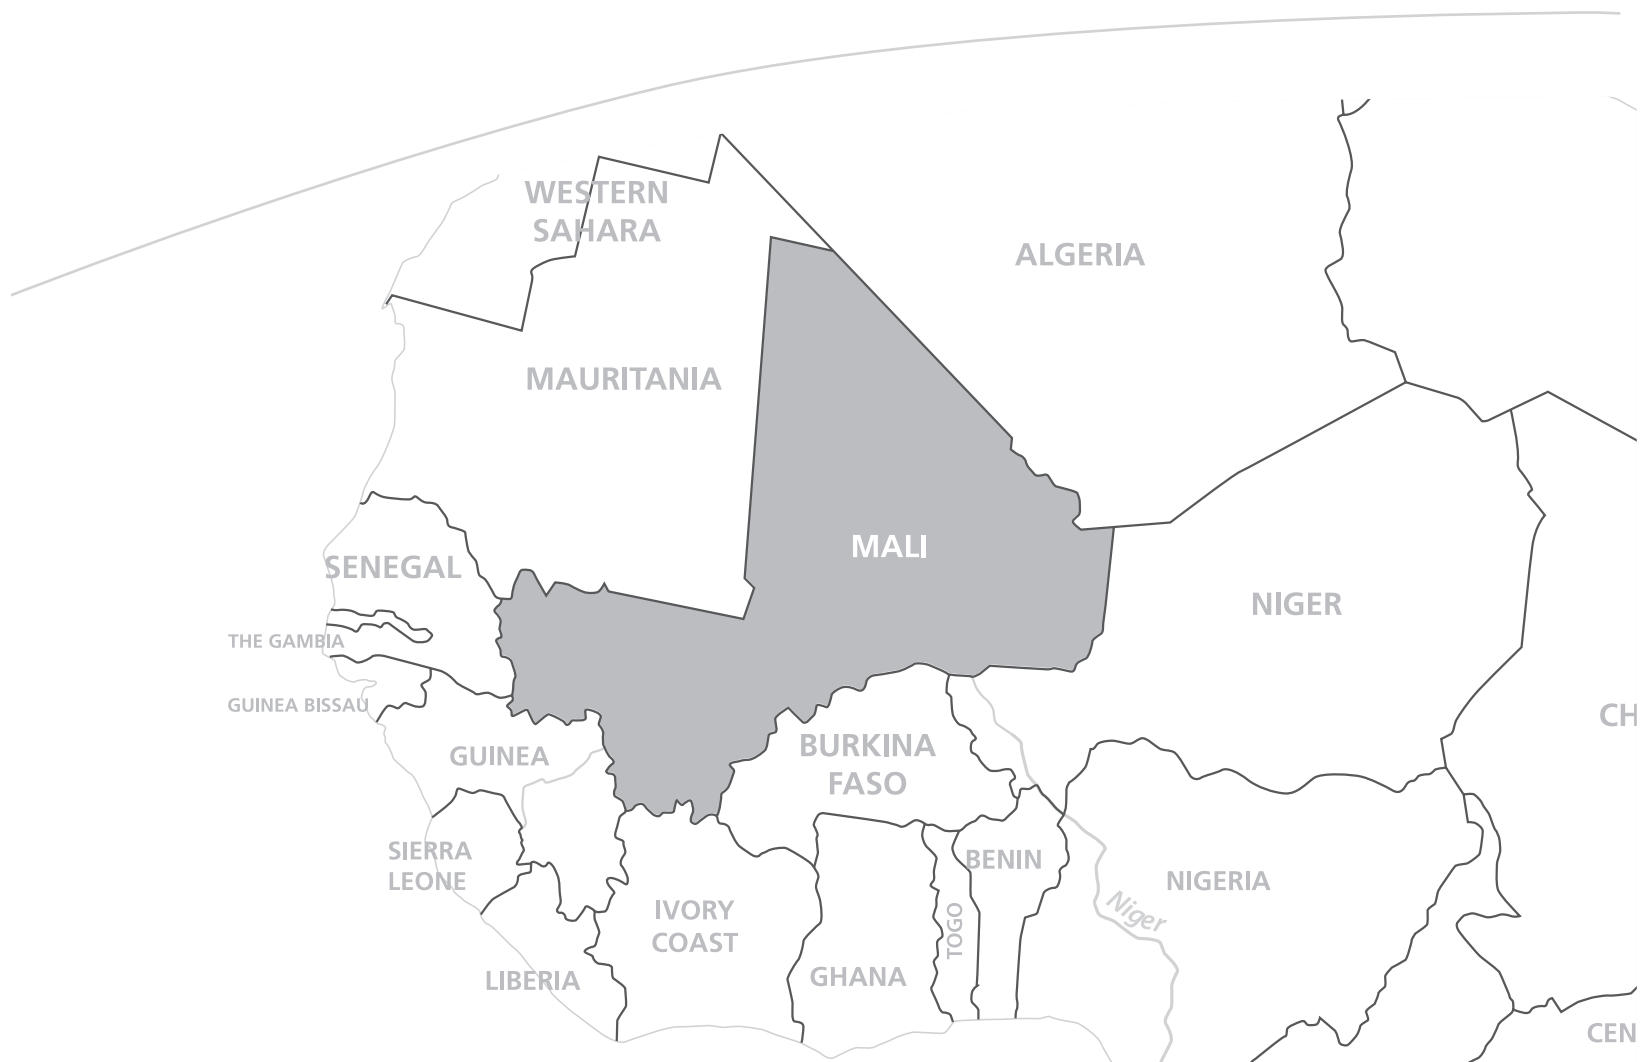 WESTERN
SAHARA
ALGERIA
MAURITANIA
MALI
SENEGAL
NIGER
THE GAMBIA
GUINEA BISSAU
CH
GUINEA
BURKINA
FASO
SIERRA
LEONE
BENIN
NIGERIA
IVORY
COAST
TOGO
Niger
LIBERIA
GHANA
CEN